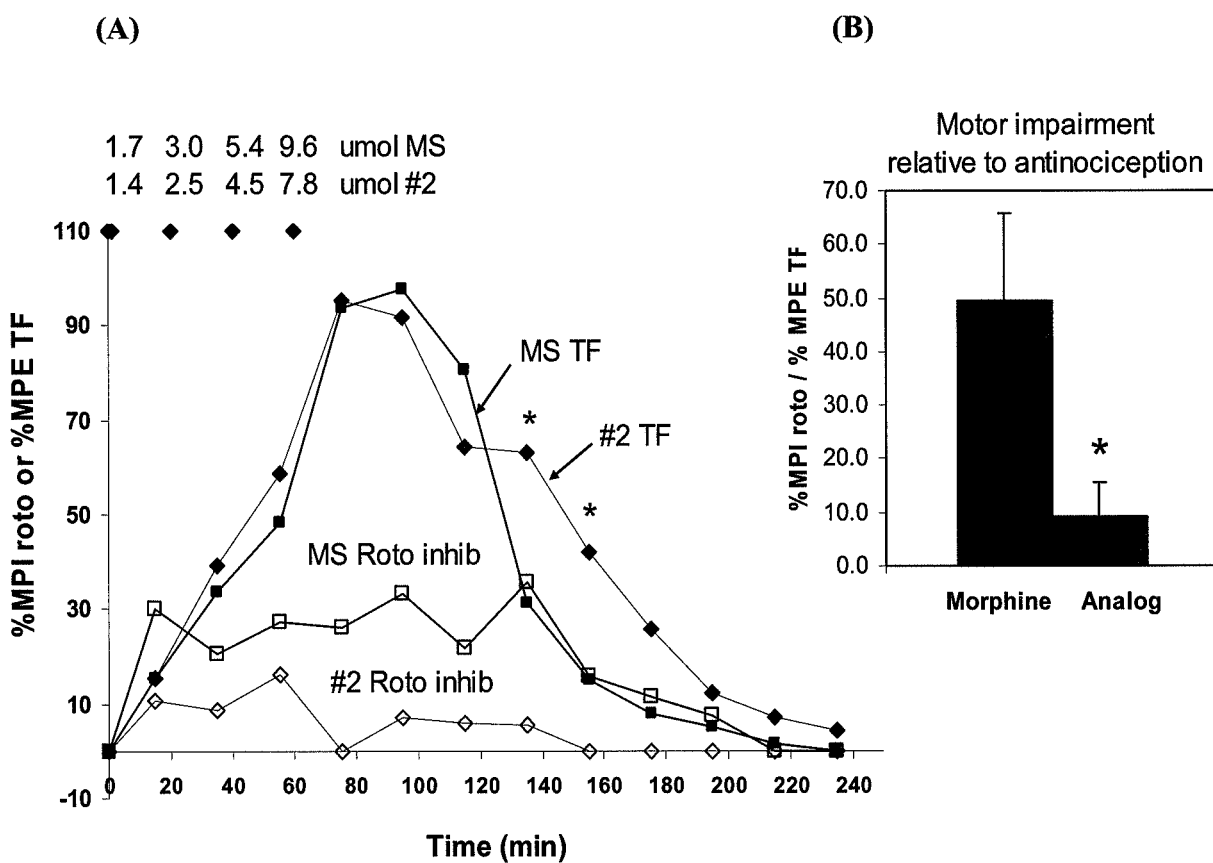 (A)
(B)
1.7 3.0 5.4 9.6 umol MS
1.4 2.5 4.5 7.8 umol #2
%MPI roto or %MPE TF
110
90
70
50
30
10
-10
MS TF
*
#2 TF
*
MS Roto inhib
#2 Roto inhib
0 20 40 60 80 100 120 140 160 180 200 220 240
Time (min)
Motor impairment
relative to antinociception
%MPI roto / % MPE TF
70.0
60.0
50.0
40.0
30.0
20.0
10.0
0.0
*
Morphine Analog